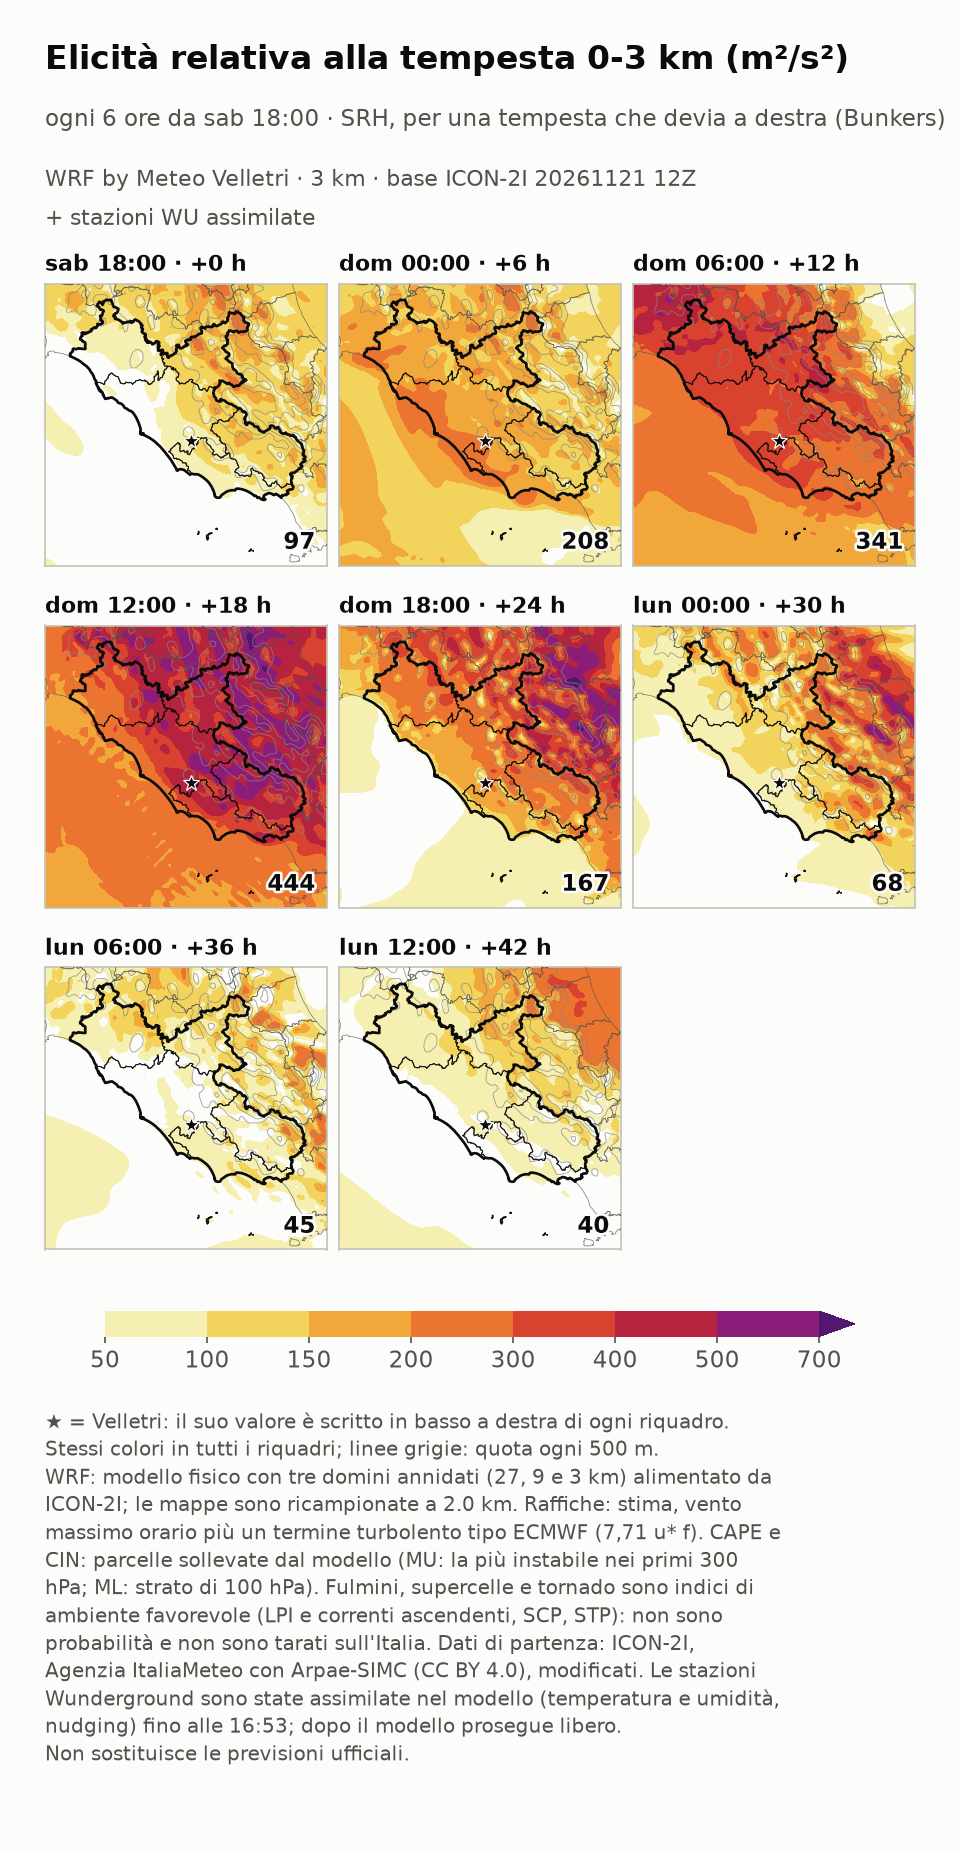 Elicità relativa alla tempesta 0-3 km (m²/s²)
ogni 6 ore da sab 18:00 · SRH, per una tempesta che devia a destra (Bunkers)
WRF by Meteo Velletri · 3 km · base ICON-2I 20261121 12Z
+ stazioni WU assimilate
sab 18:00 · +0 h
dom 00:00 · +6 h
dom 06:00 · +12 h
97
208
341
dom 12:00 · +18 h
dom 18:00 · +24 h
lun 00:00 · +30 h
444
167
68
lun 06:00 · +36 h
lun 12:00 · +42 h
45
40
50 100 150 200 300 400 500 700
★ = Velletri: il suo valore è scritto in basso a destra di ogni riquadro.
Stessi colori in tutti i riquadri; linee grigie: quota ogni 500 m.
WRF: modello fisico con tre domini annidati (27, 9 e 3 km) alimentato da
ICON-2I; le mappe sono ricampionate a 2.0 km. Raffiche: stima, vento
massimo orario più un termine turbolento tipo ECMWF (7,71 u* f). CAPE e
CIN: parcelle sollevate dal modello (MU: la più instabile nei primi 300
hPa; ML: strato di 100 hPa). Fulmini, supercelle e tornado sono indici di
ambiente favorevole (LPI e correnti ascendenti, SCP, STP): non sono
probabilità e non sono tarati sull'Italia. Dati di partenza: ICON-2I,
Agenzia ItaliaMeteo con Arpae-SIMC (CC BY 4.0), modificati. Le stazioni
Wunderground sono state assimilate nel modello (temperatura e umidità,
nudging) fino alle 16:53; dopo il modello prosegue libero.
Non sostituisce le previsioni ufficiali.